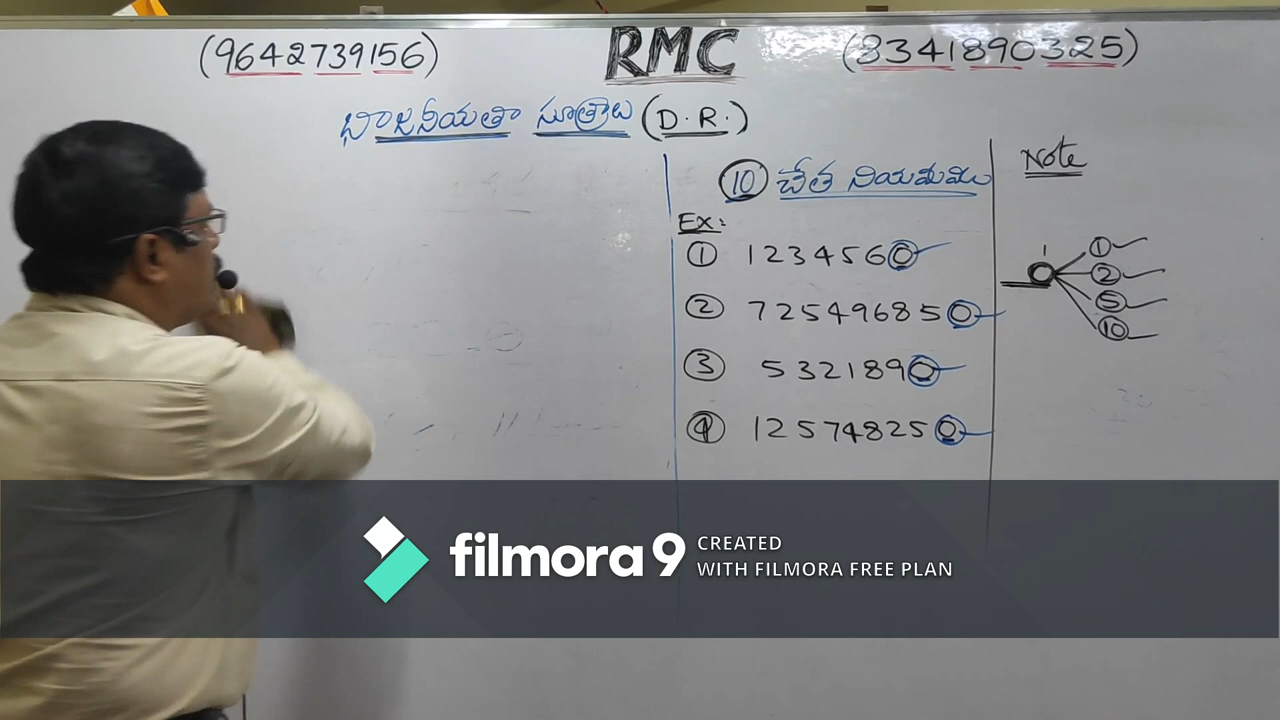 (9642739156) RMC (8341890325)
భాజనీయతా సూత్రాలు (D.R.)
⑩ చేత నియమము
Note
Ex:
① 1234560
② 725496850
③ 5321890
④ 125748250
0
①
②
⑤
⑩
filmora 9
CREATED
WITH FILMORA FREE PLAN